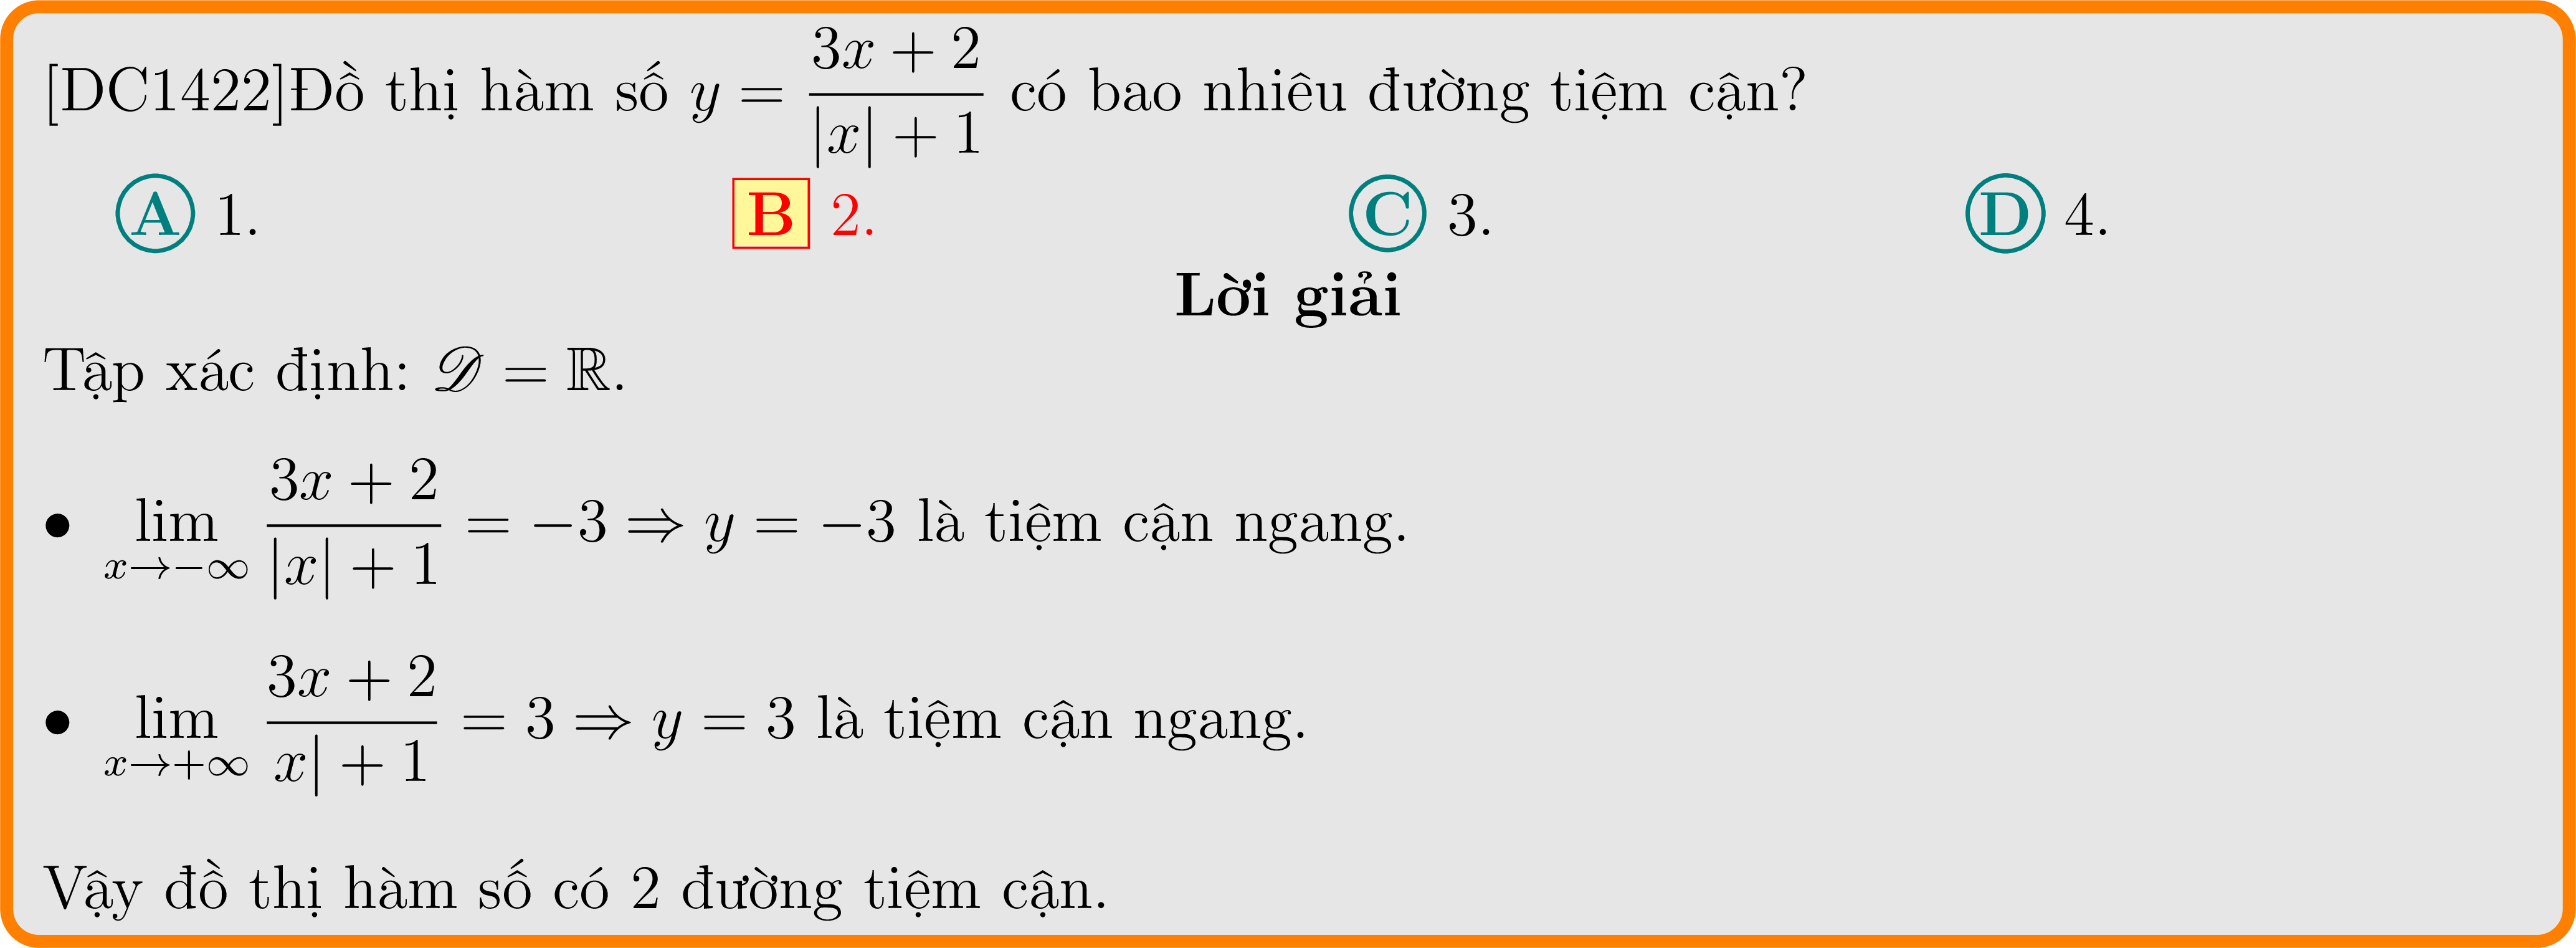 [DC1422]Đồ thị hàm số $y = \dfrac{3x+2}{|x|+1}$ có bao nhiêu đường tiệm cận?
A 1. B 2. C 3. D 4.
Lời giải
Tập xác định: $\mathscr{D} = \mathbb{R}$.
• $\lim\limits_{x \to -\infty} \dfrac{3x+2}{|x|+1} = -3 \Rightarrow y = -3$ là tiệm cận ngang.
• $\lim\limits_{x \to +\infty} \dfrac{3x+2}{x|+1} = 3 \Rightarrow y = 3$ là tiệm cận ngang.
Vậy đồ thị hàm số có 2 đường tiệm cận.